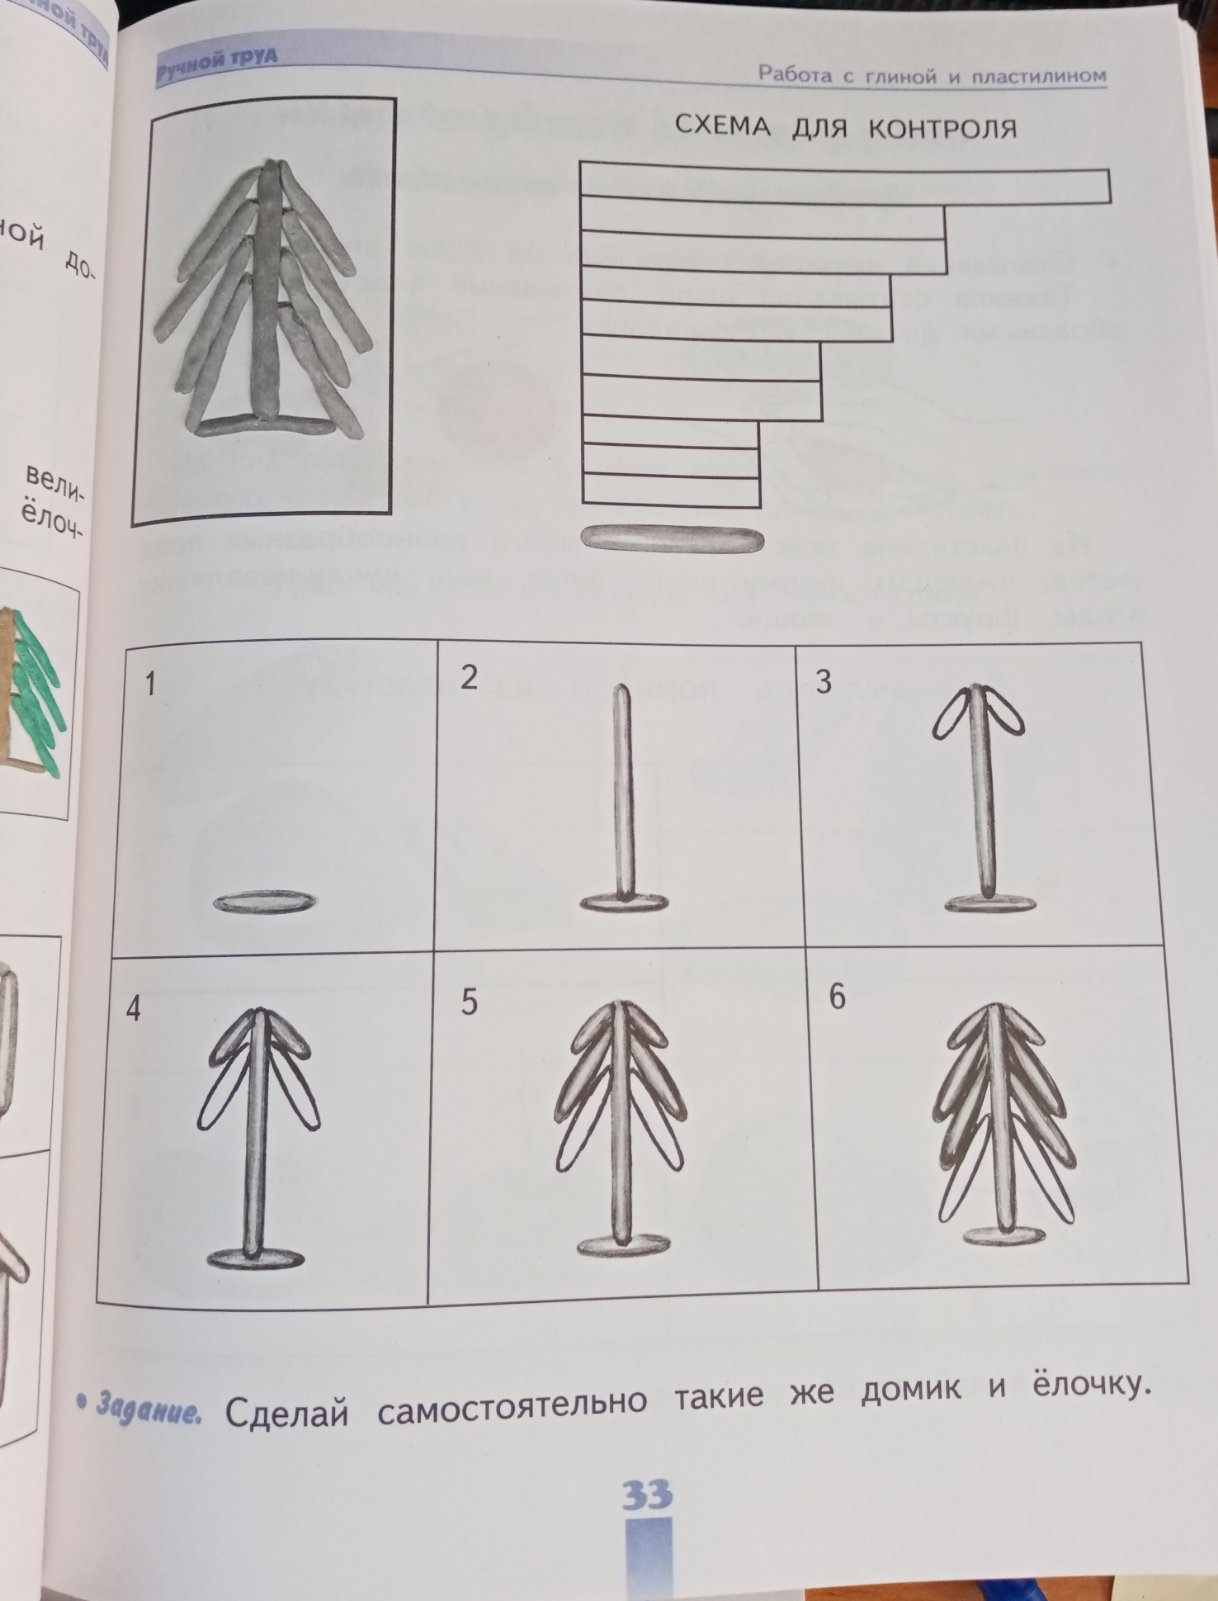 Ручной труд
Работа с глиной и пластилином
СХЕМА ДЛЯ КОНТРОЛЯ
ной до-
вели-
ёлоч-
1
2
3
4
5
6
• Задание. Сделай самостоятельно такие же домик и ёлочку.
33